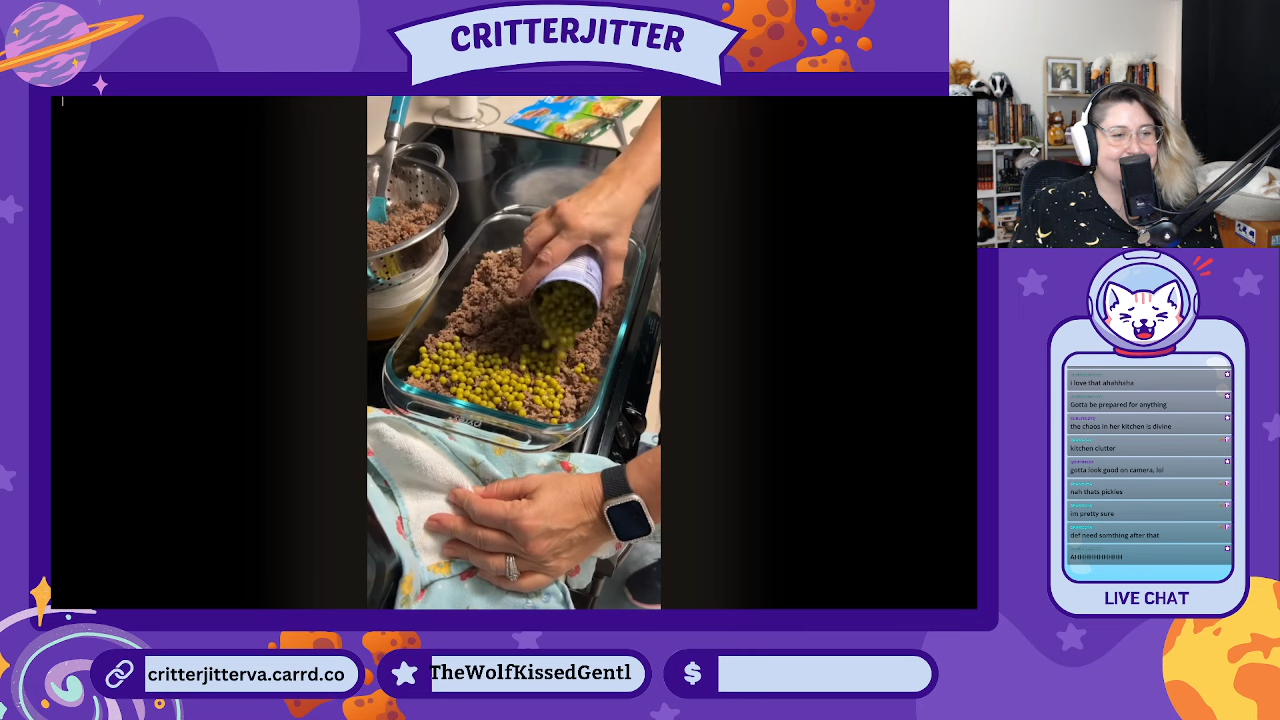 CRITTERJITTER
i love that ahahhaha
Gotta be prepared for anything
the chaos in her kitchen is divine
kitchen clutter
gotta look good on camera, lol
nah thats pickles
im pretty sure
def need somthing after that
AHHHHHHHHHH
LIVE CHAT
critterjitterva.carrd.co
TheWolfKissedGentl
$